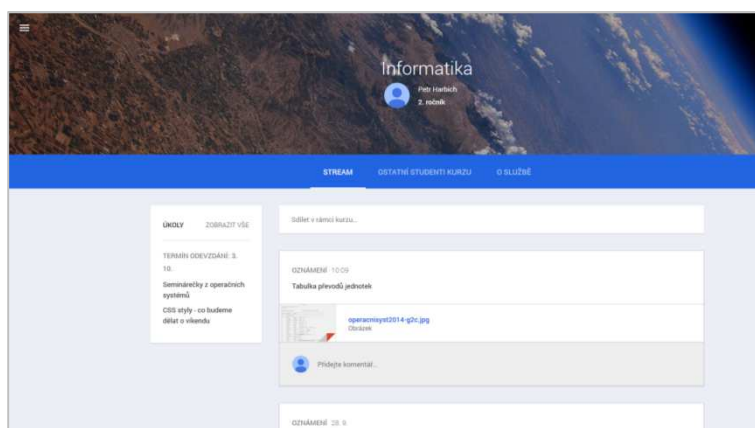 Informatika
Petr Harbich
2. ročník
STREAM OSTATNÍ STUDENTI KURZU O SLUŽBĚ
ÚKOLY ZOBRAZIT VŠE
TERMÍN ODEVZDÁNÍ: 3.
10.
Seminárečky z operačních
systémů
CSS styly - co budeme
dělat o víkendu
Sdílet v rámci kurzu...
OZNÁMENÍ 10:09
Tabulka převodů jednotek
operacnisyst2014-g2c.jpg
Obrázek
Přidejte komentář...
OZNÁMENÍ 28. 9.